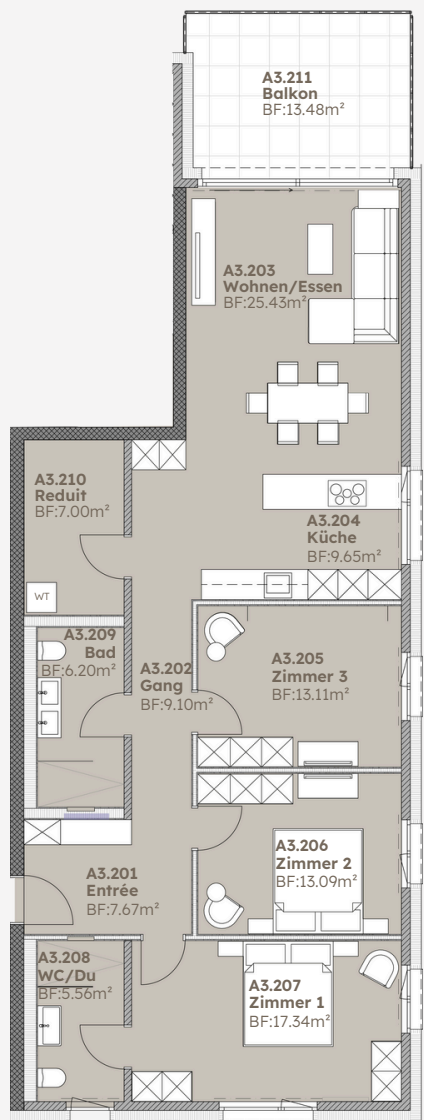 A3.211
Balkon
BF:13.48m²
A3.203
Wohnen/Essen
BF:25.43m²
A3.210
Reduit
BF:7.00m²
A3.204
Küche
BF:9.65m²
WT
A3.209
Bad
BF:6.20m²
A3.202
Gang
BF:9.10m²
A3.205
Zimmer 3
BF:13.11m²
A3.206
Zimmer 2
BF:13.09m²
A3.201
Entrée
BF:7.67m²
A3.208
WC/Du
BF:5.56m²
A3.207
Zimmer 1
BF:17.34m²